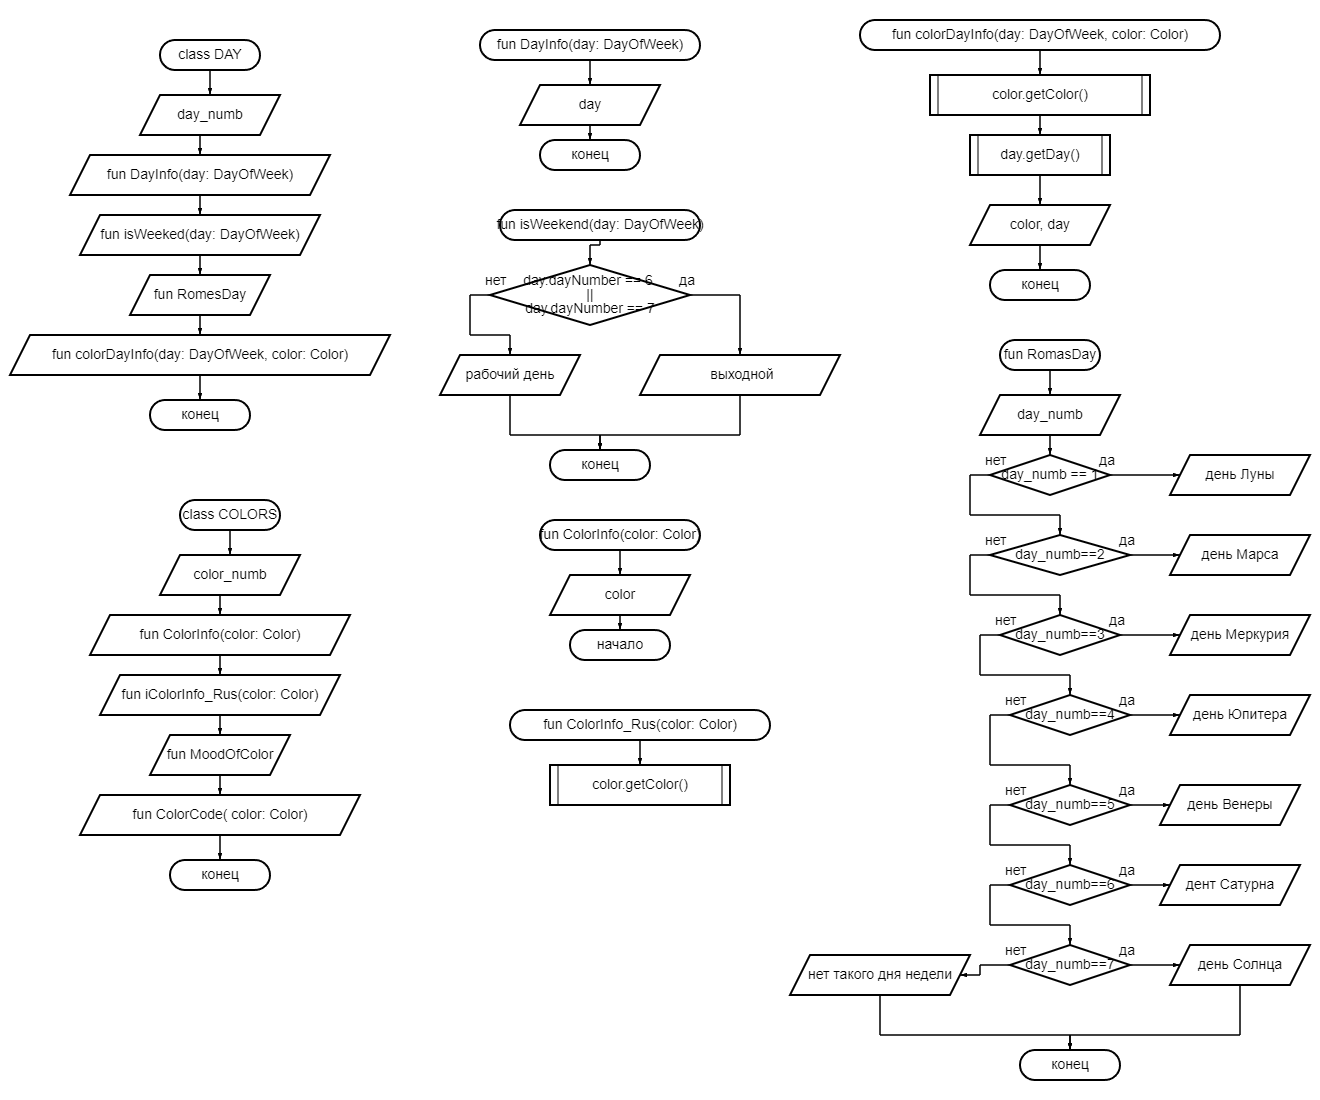 class DAY
day_numb
fun DayInfo(day: DayOfWeek)
fun isWeeked(day: DayOfWeek)
fun RomesDay
fun colorDayInfo(day: DayOfWeek, color: Color)
конец
class COLORS
color_numb
fun ColorInfo(color: Color)
fun iColorInfo_Rus(color: Color)
fun MoodOfColor
fun ColorCode( color: Color)
конец
fun DayInfo(day: DayOfWeek)
day
конец
fun isWeekend(day: DayOfWeek)
нет
day.dayNumber == 6
||
day.dayNumber == 7
да
рабочий день
выходной
конец
fun ColorInfo(color: Color)
color
начало
fun ColorInfo_Rus(color: Color)
color.getColor()
fun colorDayInfo(day: DayOfWeek, color: Color)
color.getColor()
day.getDay()
color, day
конец
fun RomasDay
day_numb
нет
day_numb == 1
да
день Луны
нет
day_numb==2
да
день Марса
нет
day_numb==3
да
день Меркурия
нет
day_numb==4
да
день Юпитера
нет
day_numb==5
да
день Венеры
нет
day_numb==6
да
дент Сатурна
нет
day_numb==7
да
день Солнца
нет такого дня недели
конец